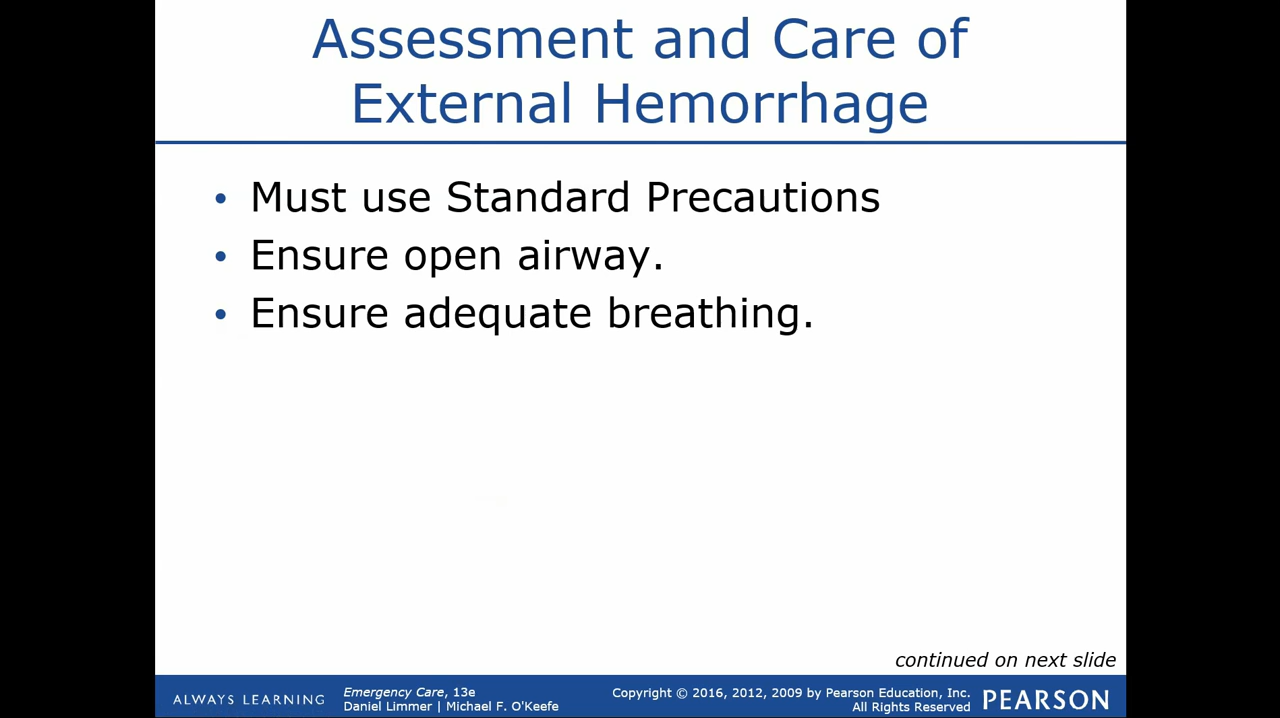 Assessment and Care of
External Hemorrhage
• Must use Standard Precautions
• Ensure open airway.
• Ensure adequate breathing.
continued on next slide
ALWAYS LEARNING
Emergency Care, 13e
Daniel Limmer | Michael F. O'Keefe
Copyright © 2016, 2012, 2009 by Pearson Education, Inc.
All Rights Reserved
PEARSON